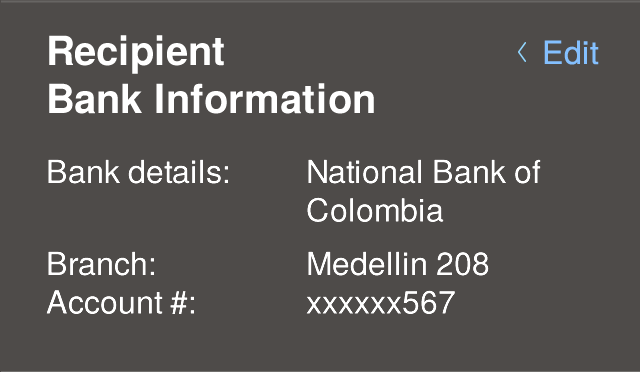 Recipient
Bank Information
‹ Edit
Bank details: National Bank of
Colombia
Branch: Medellin 208
Account #: xxxxxx567